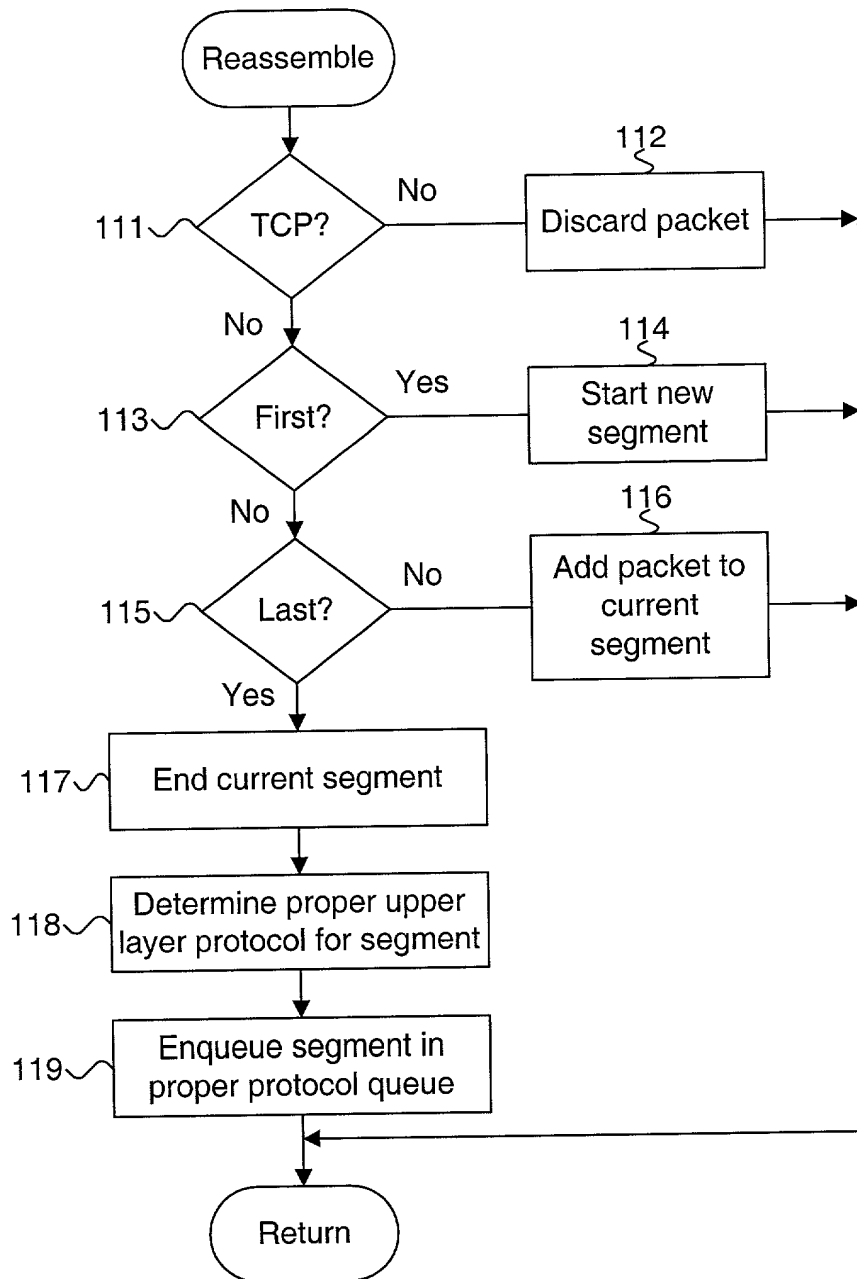 Reassemble
112
111
TCP?
No
Discard packet
No
114
113
First?
Yes
Start new
segment
No
116
115
Last?
No
Add packet to
current
segment
Yes
117
End current segment
118
Determine proper upper
layer protocol for segment
119
Enqueue segment in
proper protocol queue
Return